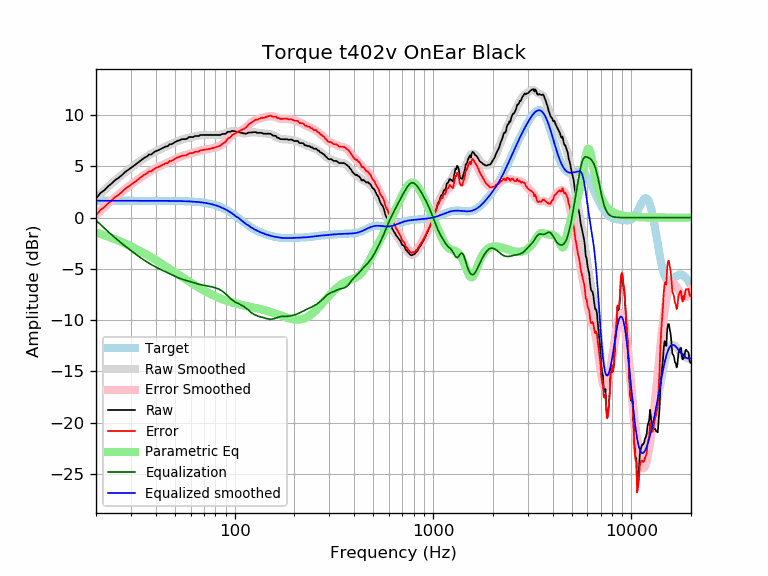 Torque t402v OnEar Black
Amplitude (dBr)
10
5
0
−5
−10
−15
−20
−25
Target
Raw Smoothed
Error Smoothed
Raw
Error
Parametric Eq
Equalization
Equalized smoothed
100
1000
10000
Frequency (Hz)